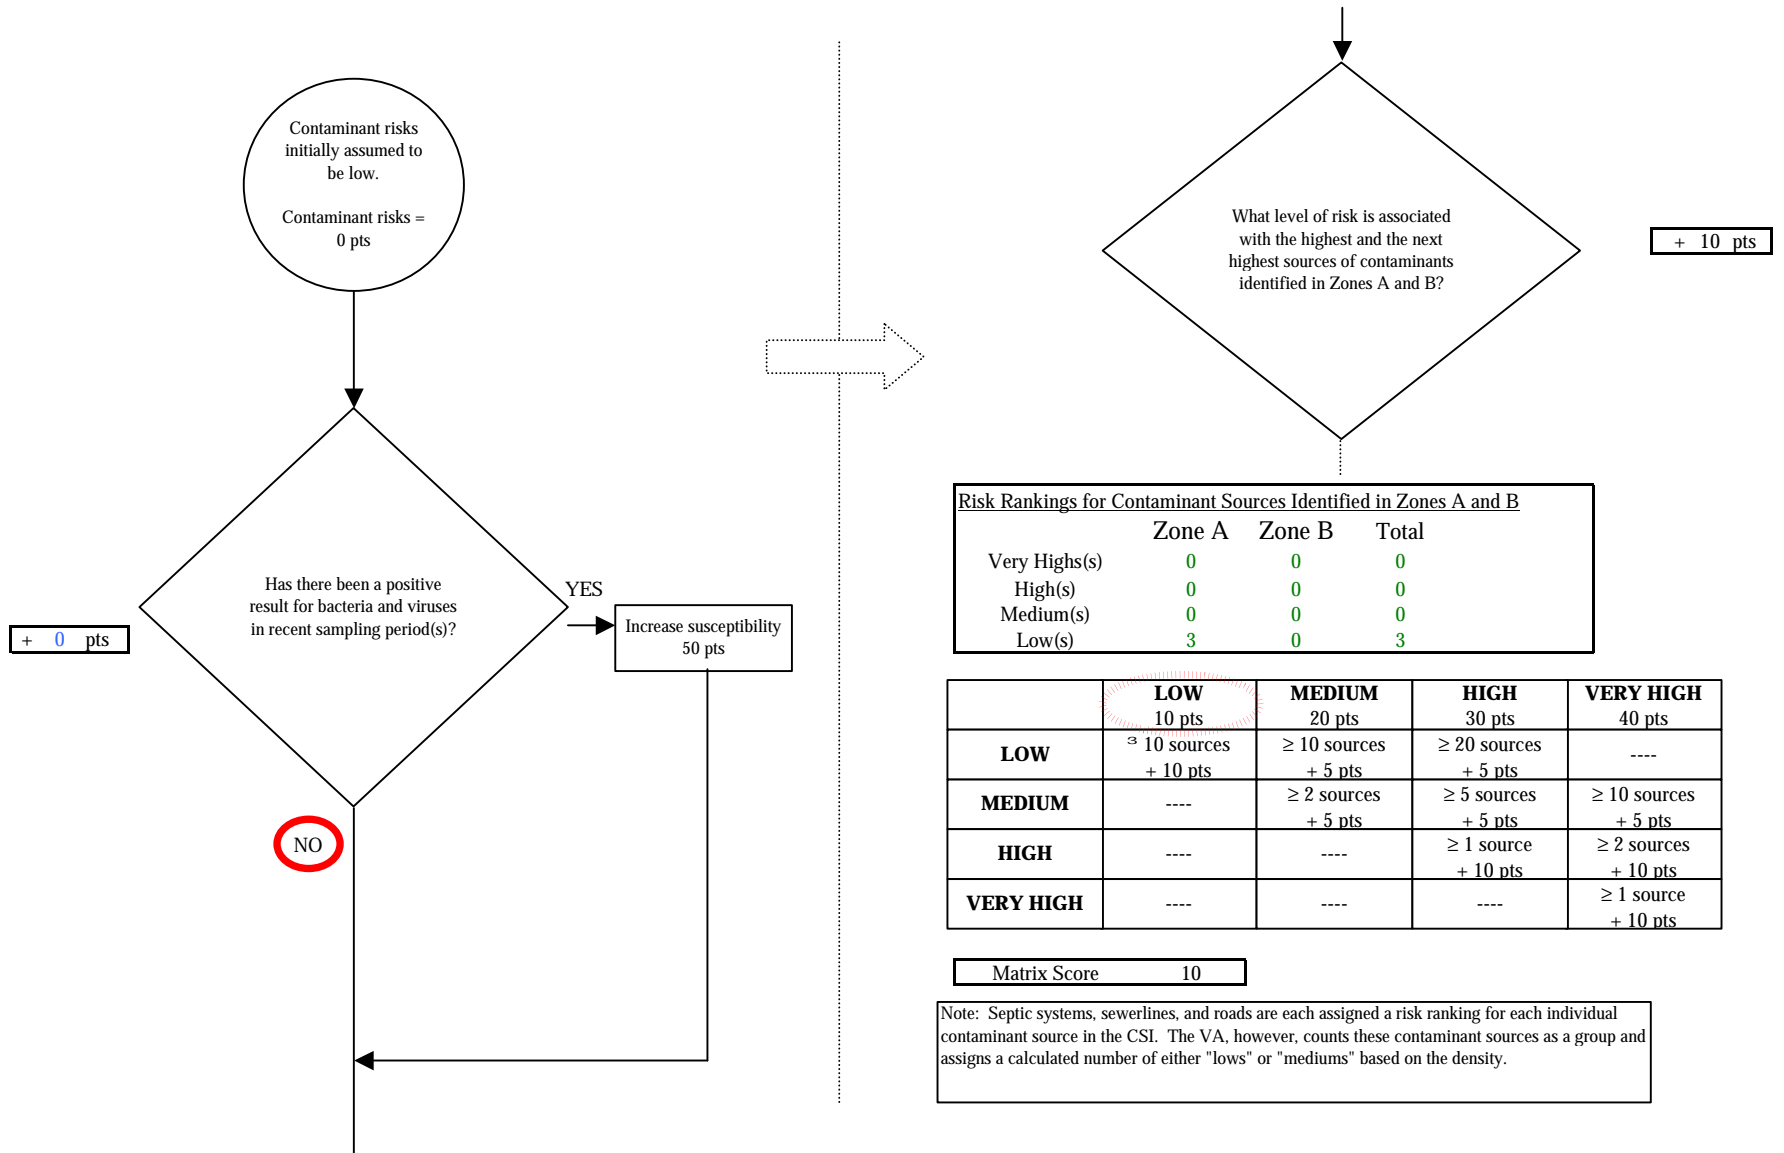 Contaminant risks
initially assumed to
be low.
Contaminant risks =
0 pts
Has there been a positive
result for bacteria and viruses
in recent sampling period(s)?
YES
Increase susceptibility
50 pts
+ 0 pts
NO
What level of risk is associated
with the highest and the next
highest sources of contaminants
identified in Zones A and B?
+ 10 pts
Risk Rankings for Contaminant Sources Identified in Zones A and B
Zone A Zone B Total
Very Highs(s) 0 0 0
High(s) 0 0 0
Medium(s) 0 0 0
Low(s) 3 0 3
LOW MEDIUM HIGH VERY HIGH
10 pts 20 pts 30 pts 40 pts
LOW ³ 10 sources ≥ 10 sources ≥ 20 sources ----
+ 10 pts + 5 pts + 5 pts
MEDIUM ---- ≥ 2 sources ≥ 5 sources ≥ 10 sources
+ 5 pts + 5 pts + 5 pts
HIGH ---- ---- ≥ 1 source ≥ 2 sources
+ 10 pts + 10 pts
VERY HIGH ---- ---- ---- ≥ 1 source
+ 10 pts
Matrix Score 10
Note: Septic systems, sewerlines, and roads are each assigned a risk ranking for each individual
contaminant source in the CSI. The VA, however, counts these contaminant sources as a group and
assigns a calculated number of either "lows" or "mediums" based on the density.